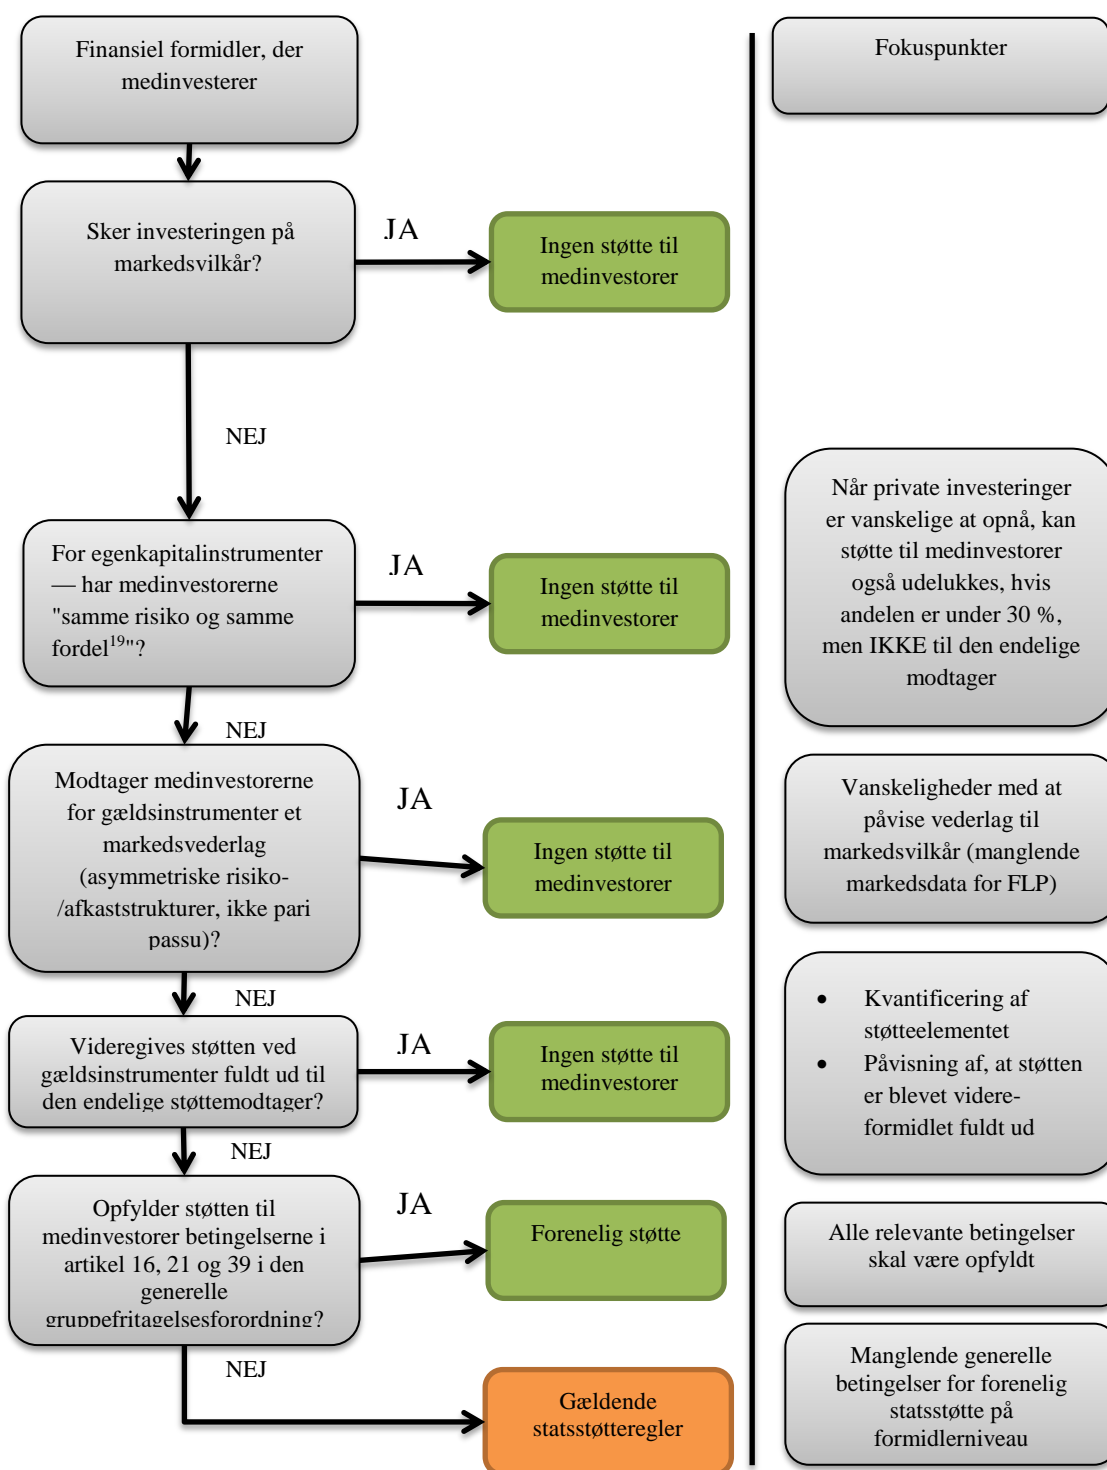 Finansiel formidler, der
medinvesterer
Fokuspunkter
Sker investeringen på
markedsvilkår?
JA
Ingen støtte til
medinvestorer
NEJ
For egenkapitalinstrumenter
— har medinvestorerne
"samme risiko og samme
fordel19"?
JA
Ingen støtte til
medinvestorer
Når private investeringer
er vanskelige at opnå, kan
støtte til medinvestorer
også udelukkes, hvis
andelen er under 30 %,
men IKKE til den endelige
modtager
NEJ
Modtager medinvestorerne
for gældsinstrumenter et
markedsvederlag
(asymmetriske risiko-
/afkaststrukturer, ikke pari
passu)?
JA
Ingen støtte til
medinvestorer
Vanskeligheder med at
påvise vederlag til
markedsvilkår (manglende
markedsdata for FLP)
NEJ
Videregives støtten ved
gældsinstrumenter fuldt ud til
den endelige støttemodtager?
JA
Ingen støtte til
medinvestorer
• Kvantificering af
støtteelementet
• Påvisning af, at støtten
er blevet videre-
formidlet fuldt ud
NEJ
Opfylder støtten til
medinvestorer betingelserne i
artikel 16, 21 og 39 i den
generelle
gruppefritagelsesforordning?
JA
Forenelig støtte
Alle relevante betingelser
skal være opfyldt
NEJ
Gældende
statsstøtteregler
Manglende generelle
betingelser for forenelig
statsstøtte på
formidlerniveau